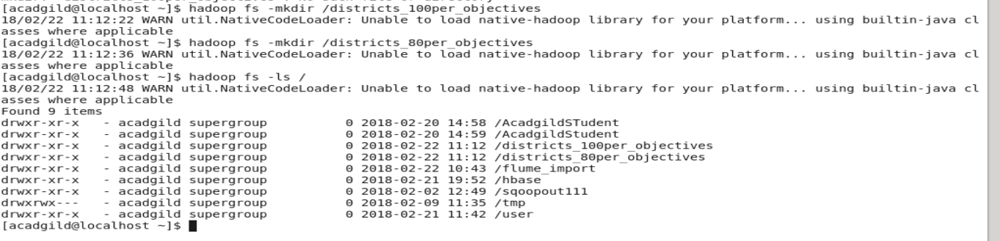 [acadgild@localhost ~]$ hadoop fs -mkdir /districts_100per_objectives
18/02/22 11:12:22 WARN util.NativeCodeLoader: Unable to load native-hadoop library for your platform... using builtin-java cl
asses where applicable
[acadgild@localhost ~]$ hadoop fs -mkdir /districts_80per_objectives
18/02/22 11:12:36 WARN util.NativeCodeLoader: Unable to load native-hadoop library for your platform... using builtin-java cl
asses where applicable
[acadgild@localhost ~]$ hadoop fs -ls /
18/02/22 11:12:48 WARN util.NativeCodeLoader: Unable to load native-hadoop library for your platform... using builtin-java cl
asses where applicable
Found 9 items
drwxr-xr-x   - acadgild supergroup          0 2018-02-20 14:58 /AcadgildSTudent
drwxr-xr-x   - acadgild supergroup          0 2018-02-20 14:59 /AcadgildStudent
drwxr-xr-x   - acadgild supergroup          0 2018-02-22 11:12 /districts_100per_objectives
drwxr-xr-x   - acadgild supergroup          0 2018-02-22 11:12 /districts_80per_objectives
drwxr-xr-x   - acadgild supergroup          0 2018-02-22 10:43 /flume_import
drwxr-xr-x   - acadgild supergroup          0 2018-02-21 19:52 /hbase
drwxr-xr-x   - acadgild supergroup          0 2018-02-02 12:49 /sqoopout111
drwxrwx---   - acadgild supergroup          0 2018-02-09 11:35 /tmp
drwxr-xr-x   - acadgild supergroup          0 2018-02-21 11:42 /user
[acadgild@localhost ~]$